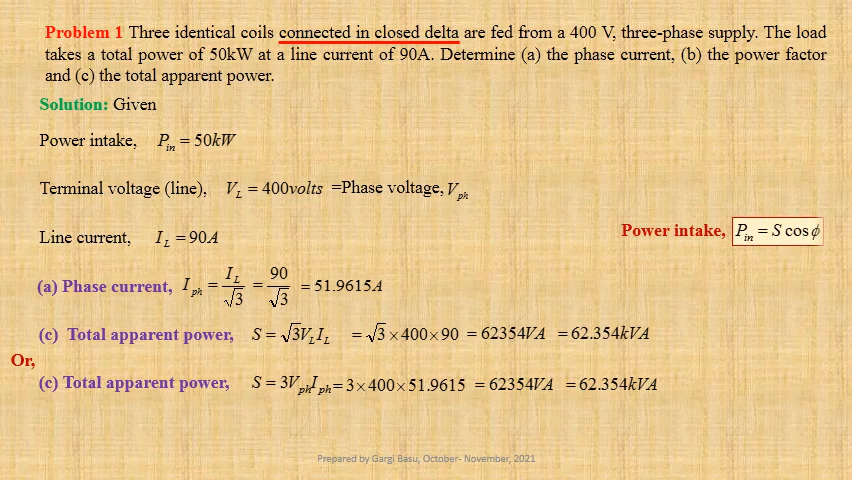 Problem 1 Three identical coils connected in closed delta are fed from a 400 V, three-phase supply. The load
takes a total power of 50kW at a line current of 90A. Determine (a) the phase current, (b) the power factor
and (c) the total apparent power.
Solution: Given
Power intake, P_in = 50kW
Terminal voltage (line), V_L = 400volts =Phase voltage, V_ph
Line current, I_L = 90A
Power intake, P_in = S cos ϕ
(a) Phase current, I_ph = I_L/√3 = 90/√3 = 51.9615A
(c) Total apparent power, S = √3V_L I_L = √3×400×90 = 62354VA = 62.354kVA
Or,
(c) Total apparent power, S = 3V_ph I_ph = 3×400×51.9615 = 62354VA = 62.354kVA
Prepared by Gargi Basu, October- November, 2021